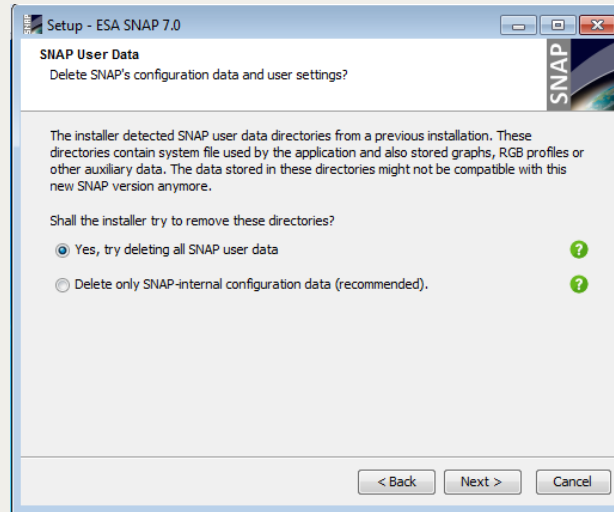 Setup - ESA SNAP 7.0
SNAP User Data
Delete SNAP's configuration data and user settings?
SNAP
The installer detected SNAP user data directories from a previous installation. These
directories contain system file used by the application and also stored graphs, RGB profiles or
other auxiliary data. The data stored in these directories might not be compatible with this
new SNAP version anymore.
Shall the installer try to remove these directories?
Yes, try deleting all SNAP user data
?
Delete only SNAP-internal configuration data (recommended).
?
< Back
Next >
Cancel